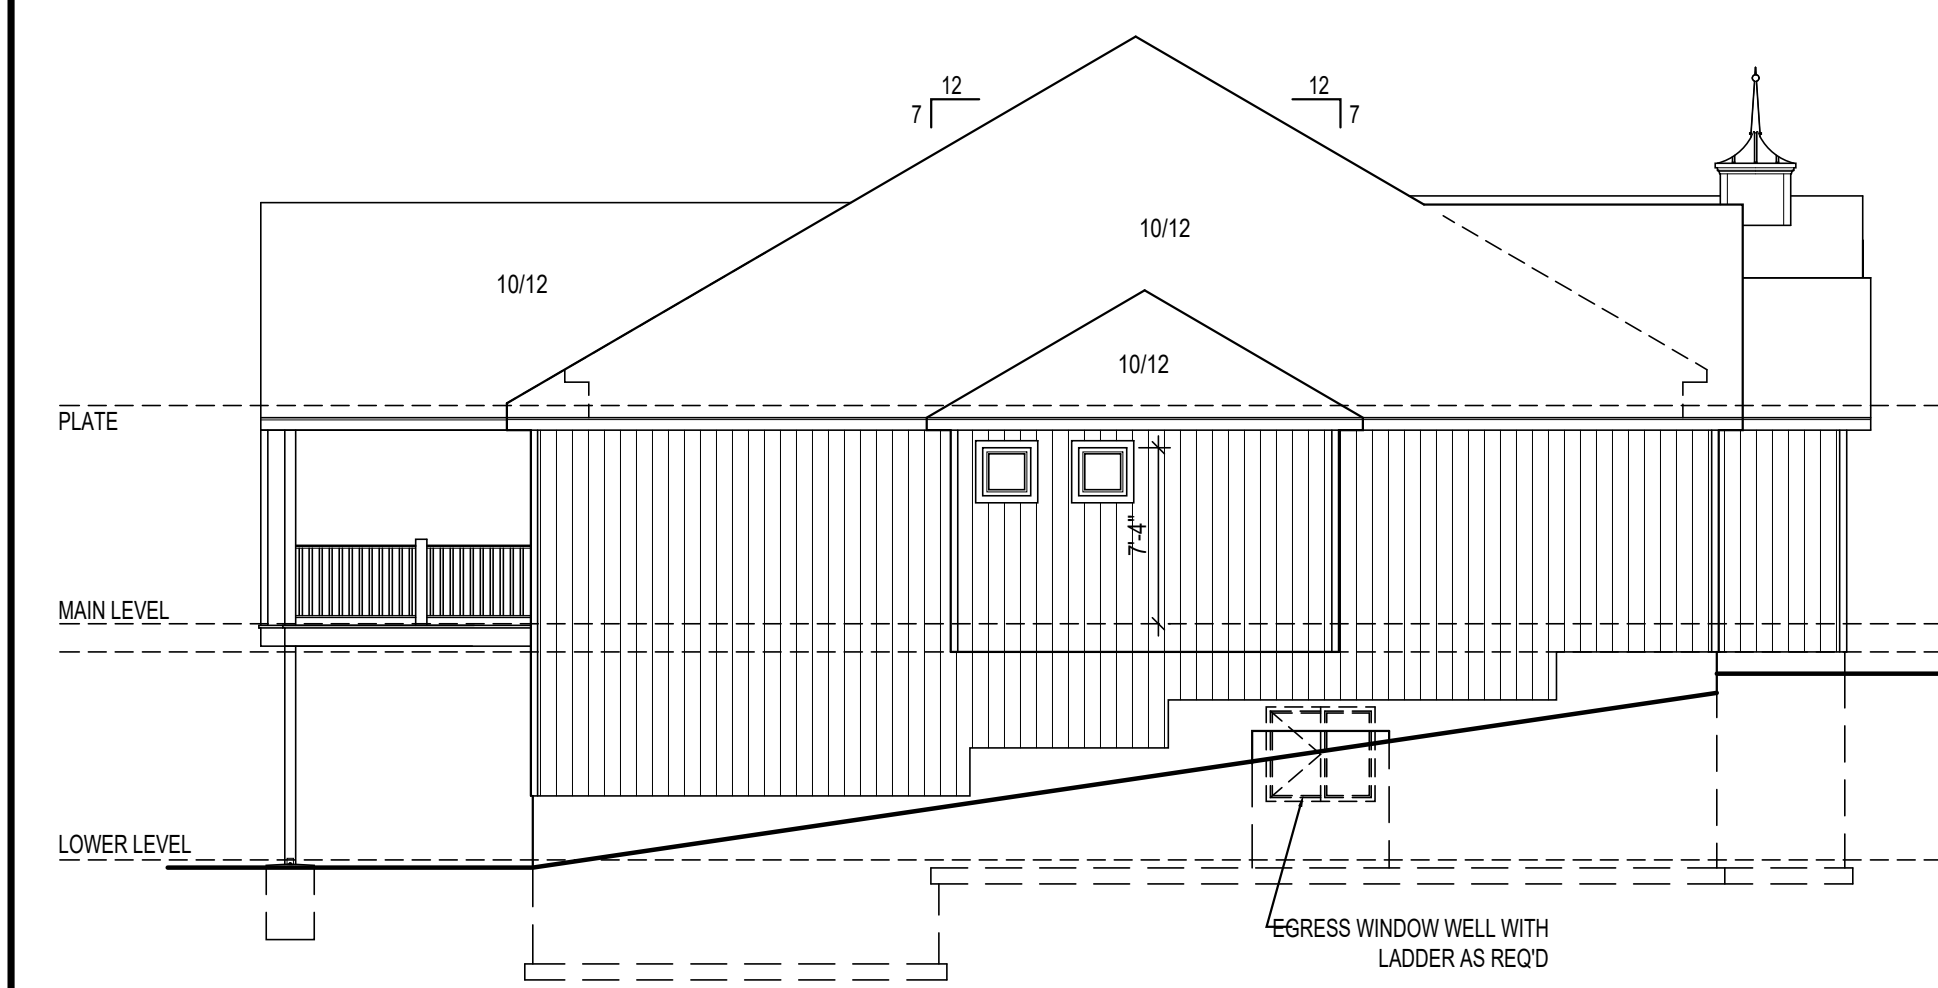 12
12
7
7
10/12
10/12
10/12
PLATE
7'-4"
MAIN LEVEL
LOWER LEVEL
EGRESS WINDOW WELL WITH
LADDER AS REQ'D